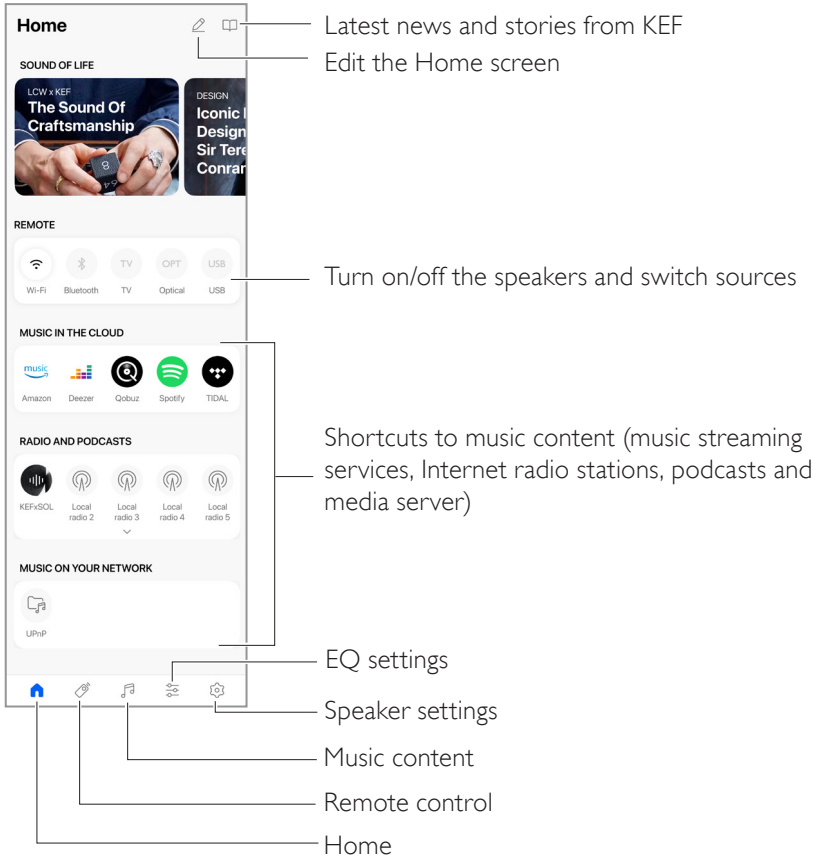 Home
Latest news and stories from KEF
Edit the Home screen
SOUND OF LIFE
LCW x KEF
The Sound Of
Craftsmanship
DESIGN
Iconic
Design
Sir Tere
Conran
REMOTE
TV OPT USB
Wi-Fi Bluetooth TV Optical USB
Turn on/off the speakers and switch sources
MUSIC IN THE CLOUD
music
Amazon Deezer Qobuz Spotify TIDAL
RADIO AND PODCASTS
Shortcuts to music content (music streaming
services, Internet radio stations, podcasts and
media server)
KEFxSOL Local radio 2 Local radio 3 Local radio 4 Local radio 5
MUSIC ON YOUR NETWORK
UPnP
EQ settings
Speaker settings
Music content
Remote control
Home